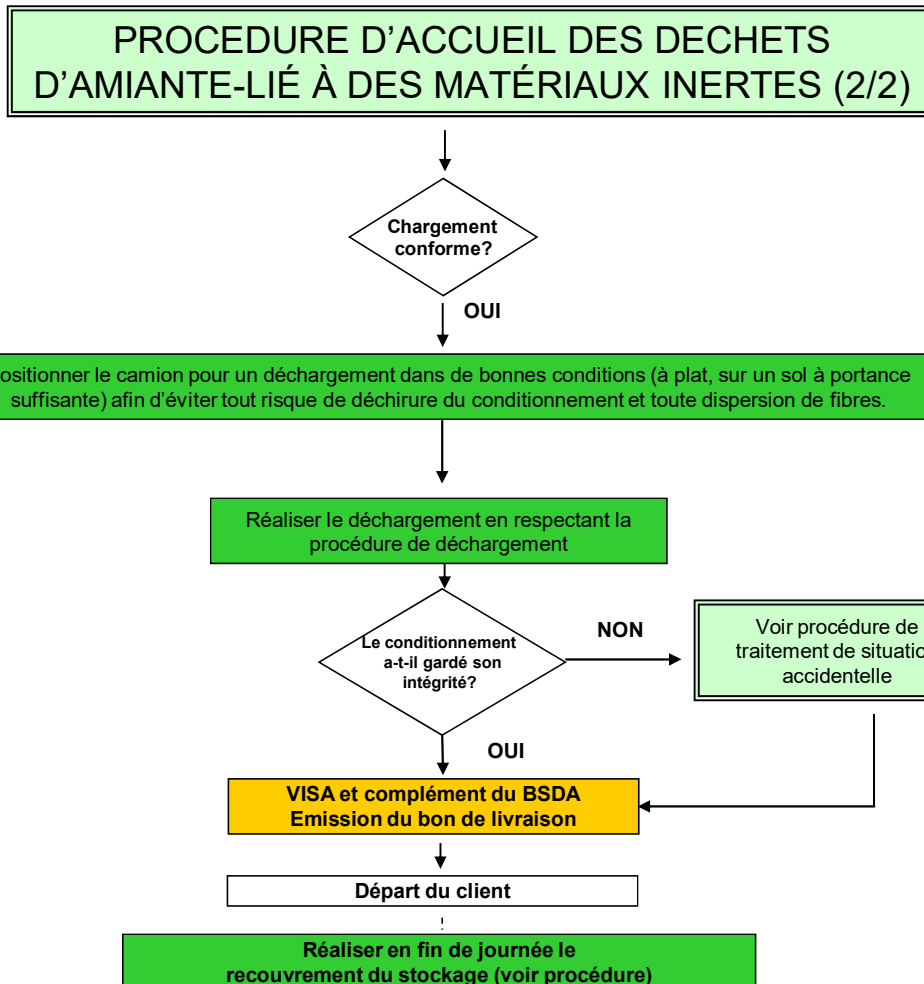 PROCEDURE D'ACCUEIL DES DECHETS
D'AMIANTE-LIÉ À DES MATÉRIAUX INERTES (2/2)
Chargement
conforme?
OUI
ositionner le camion pour un déchargement dans de bonnes conditions (à plat, sur un sol à portance
suffisante) afin d'éviter tout risque de déchirure du conditionnement et toute dispersion de fibres.
Réaliser le déchargement en respectant la
procédure de déchargement
Le conditionnement
a-t-il gardé son
intégrité?
NON
Voir procédure de
traitement de situatio
accidentelle
OUI
VISA et complément du BSDA
Emission du bon de livraison
Départ du client
Réaliser en fin de journée le
recouvrement du stockage (voir procédure)